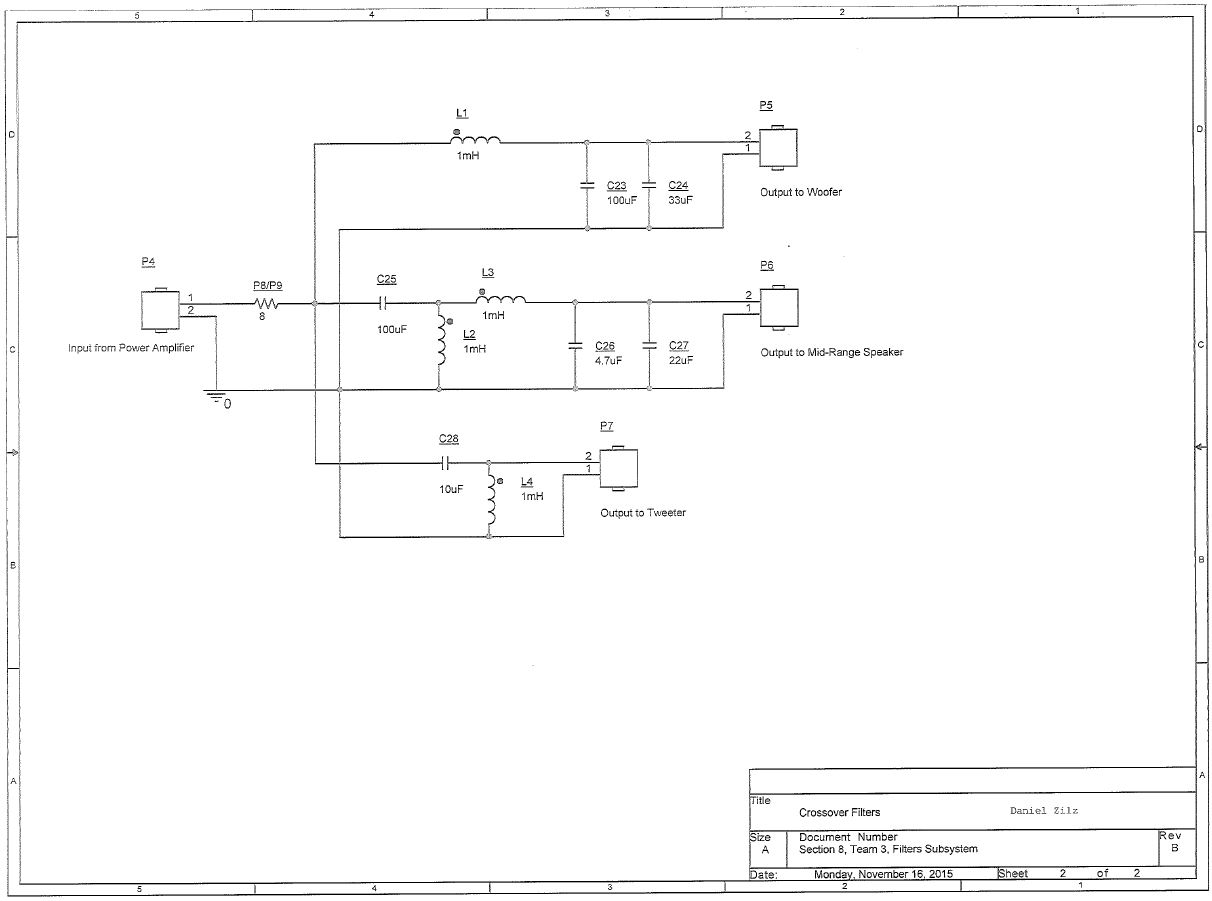 5 4 3 2 1
D D
L1
1mH
P5
2
1
C23
100uF
C24
33uF
Output to Woofer
P4
1
2
Input from Power Amplifier
P8/P9
8
C25
100uF
L3
1mH
L2
1mH
P6
2
1
C26
4.7uF
C27
22uF
Output to Mid-Range Speaker
C C
0
C28
10uF
P7
2
1
L4
1mH
Output to Tweeter
B B
A A
Title
Crossover Filters Daniel Zilz
Size
A
Document Number
Section 8, Team 3, Filters Subsystem
Rev
B
Date: Monday, November 16, 2015 Sheet 2 of 2
5 4 3 2 1